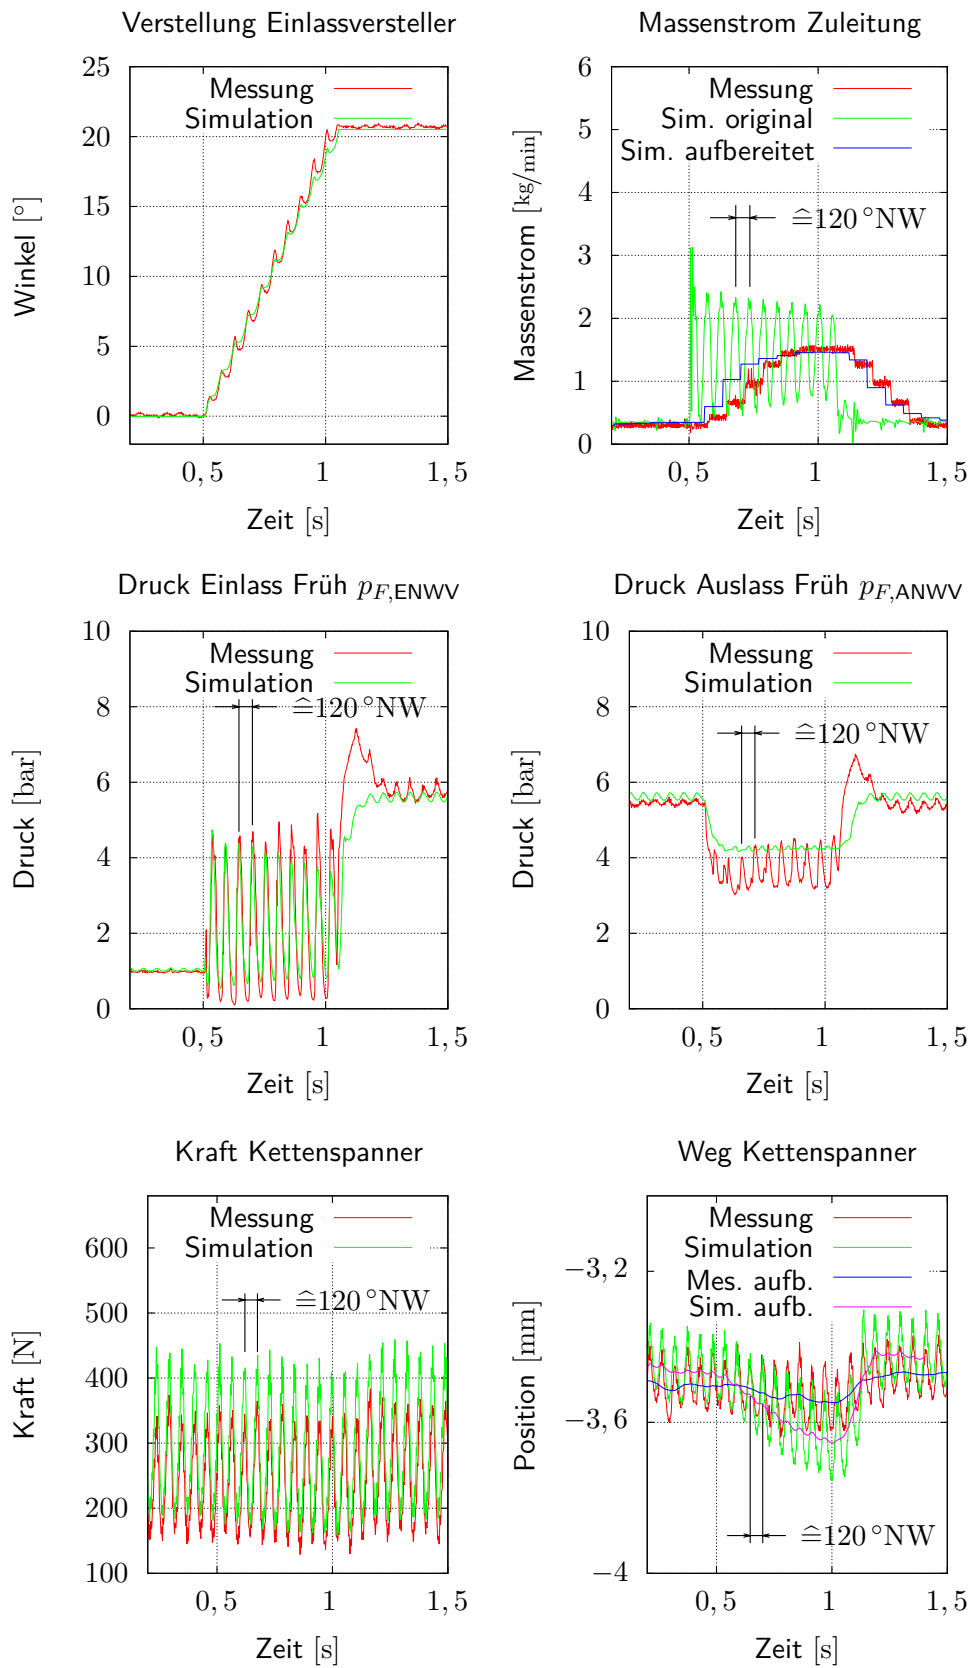 Verstellung Einlassversteller
25
20
15
10
5
0
Winkel [°]
Messung
Simulation
0,5 1 1,5
Zeit [s]
Massenstrom Zuleitung
6
5
4
3
2
1
0
Massenstrom [kg/min]
Messung
Sim. original
Sim. aufbereitet
≙120 °NW
0,5 1 1,5
Zeit [s]
Druck Einlass Früh pF,ENWV
10
8
6
4
2
0
Druck [bar]
Messung
Simulation
≙120 °NW
0,5 1 1,5
Zeit [s]
Druck Auslass Früh pF,ANWV
10
8
6
4
2
0
Druck [bar]
Messung
Simulation
≙120 °NW
0,5 1 1,5
Zeit [s]
Kraft Kettenspanner
600
500
400
300
200
100
Kraft [N]
Messung
Simulation
≙120 °NW
0,5 1 1,5
Zeit [s]
Weg Kettenspanner
−3,2
−3,6
−4
Position [mm]
Messung
Simulation
Mes. aufb.
Sim. aufb.
≙120 °NW
0,5 1 1,5
Zeit [s]